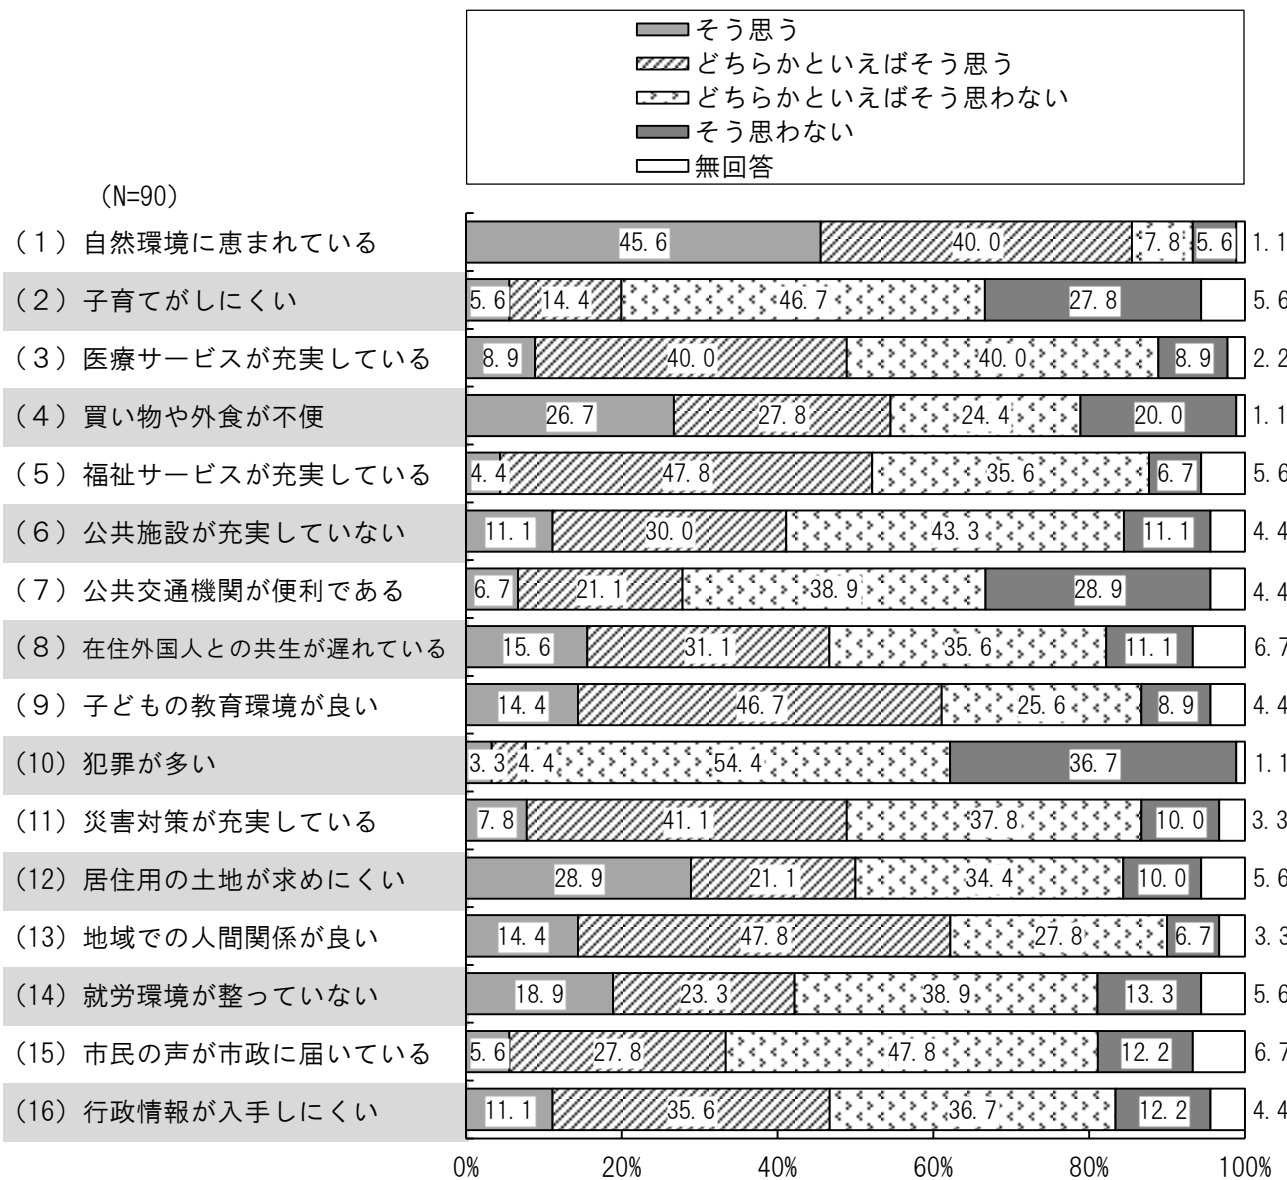 そう思う
どちらかといえばそう思う
どちらかといえばそう思わない
そう思わない
無回答
(N=90)
(1)自然環境に恵まれている 45.6 40.0 7.8 5.6 1.1
(2)子育てがしにくい 5.6 14.4 46.7 27.8 5.6
(3)医療サービスが充実している 8.9 40.0 40.0 8.9 2.2
(4)買い物や外食が不便 26.7 27.8 24.4 20.0 1.1
(5)福祉サービスが充実している 4.4 47.8 35.6 6.7 5.6
(6)公共施設が充実していない 11.1 30.0 43.3 11.1 4.4
(7)公共交通機関が便利である 6.7 21.1 38.9 28.9 4.4
(8)在住外国人との共生が遅れている 15.6 31.1 35.6 11.1 6.7
(9)子どもの教育環境が良い 14.4 46.7 25.6 8.9 4.4
(10)犯罪が多い 3.3 4.4 54.4 36.7 1.1
(11)災害対策が充実している 7.8 41.1 37.8 10.0 3.3
(12)居住用の土地が求めにくい 28.9 21.1 34.4 10.0 5.6
(13)地域での人間関係が良い 14.4 47.8 27.8 6.7 3.3
(14)就労環境が整っていない 18.9 23.3 38.9 13.3 5.6
(15)市民の声が市政に届いている 5.6 27.8 47.8 12.2 6.7
(16)行政情報が入手しにくい 11.1 35.6 36.7 12.2 4.4
0% 20% 40% 60% 80% 100%